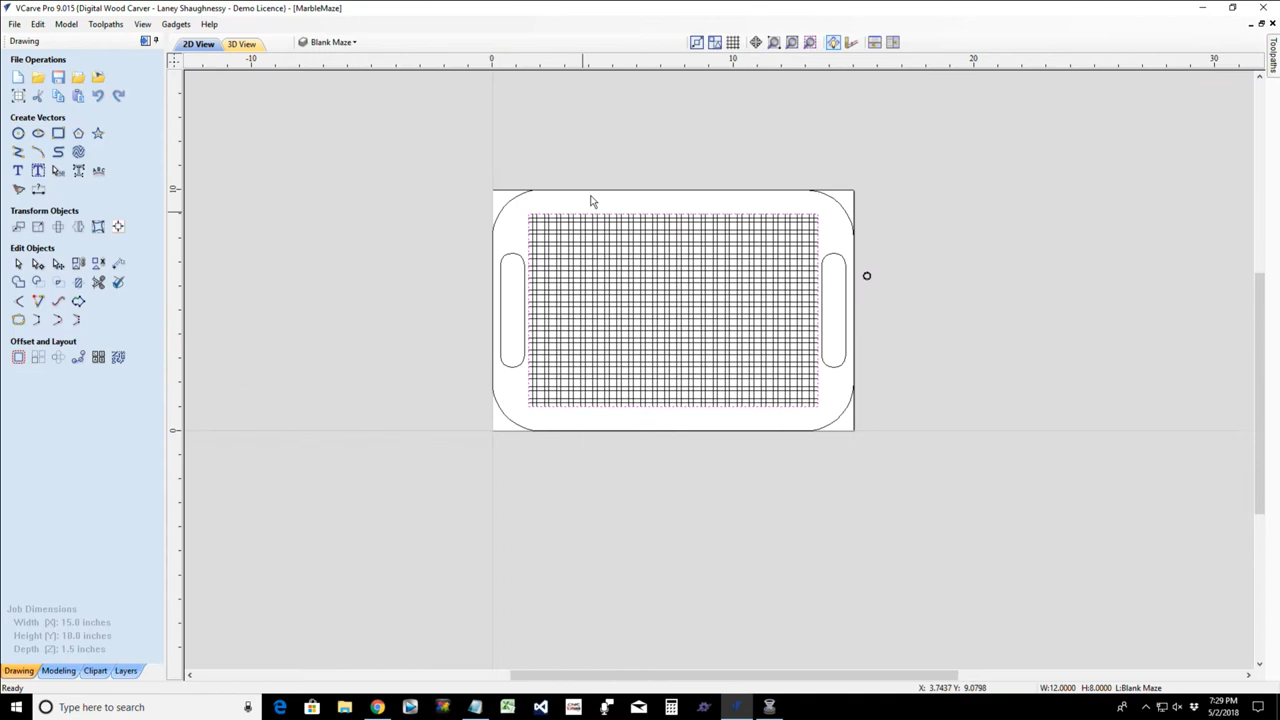 VCarve Pro 9.015 {Digital Wood Carver - Laney Shaughnessy - Demo Licence} - [MarbleMaze]
File Edit Model Toolpaths View Gadgets Help
Drawing
2D View 3D View Blank Maze
File Operations
-10 0 10 20 30
Create Vectors
10
Transform Objects
Edit Objects
Offset and Layout
0
Toolpaths
Job Dimensions
Width (X): 15.0 inches
Height (Y): 10.0 inches
Depth (Z): 1.5 inches
Drawing Modeling Clipart Layers
Ready X: 3.7437 Y: 9.0798 W:12.0000 H:8.0000 L:Blank Maze
Type here to search
7:29 PM
5/2/2018